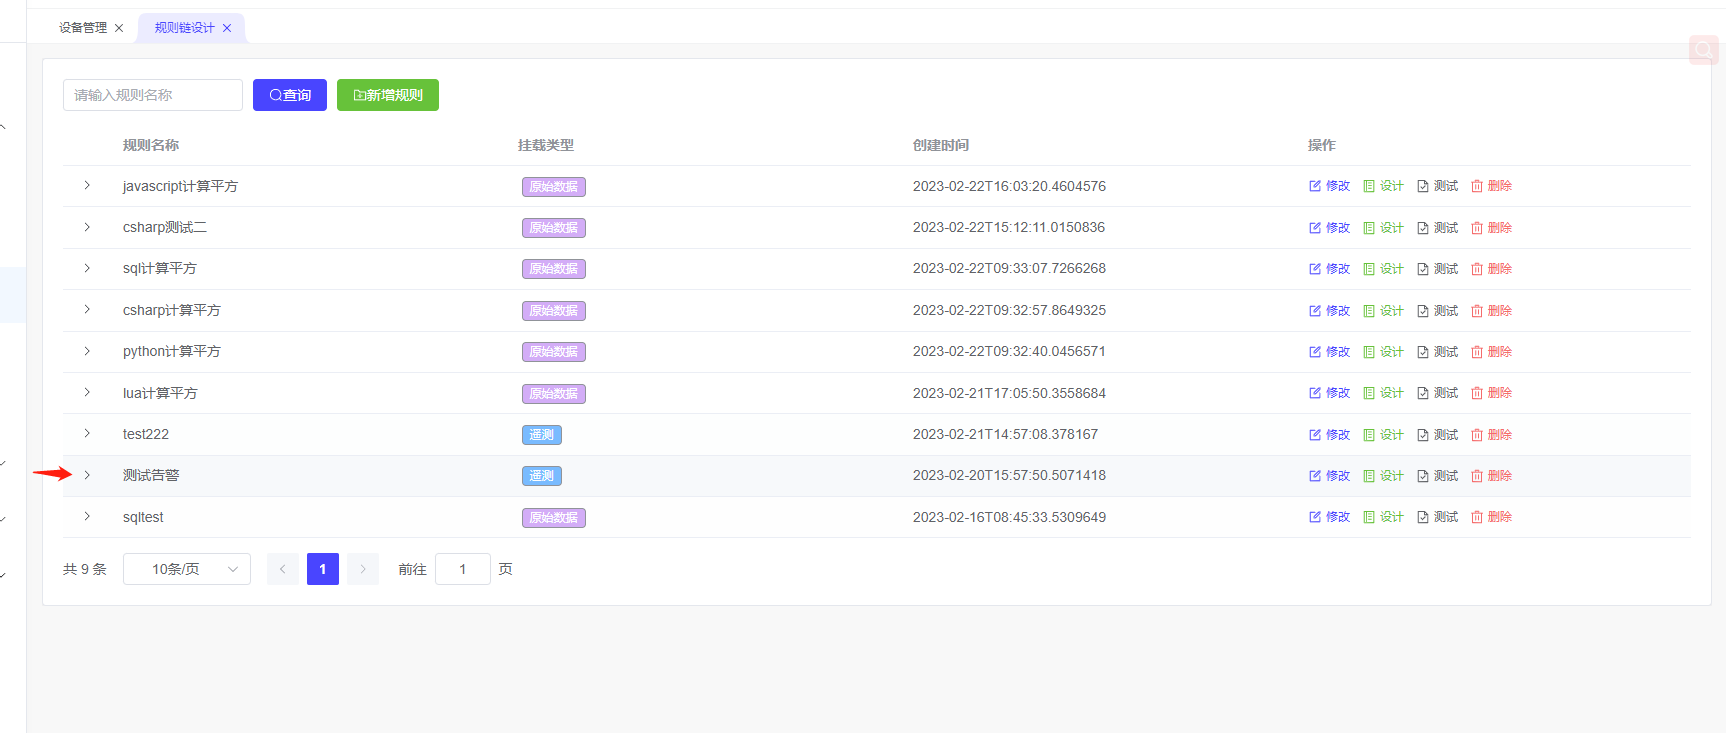 设备管理 规则链设计
请输入规则名称 查询 新增规则
规则名称 挂载类型 创建时间 操作
javascript计算平方 原始数据 2023-02-22T16:03:20.4604576 修改 设计 测试 删除
csharp测试二 原始数据 2023-02-22T15:12:11.0150836 修改 设计 测试 删除
sql计算平方 原始数据 2023-02-22T09:33:07.7266268 修改 设计 测试 删除
csharp计算平方 原始数据 2023-02-22T09:32:57.8649325 修改 设计 测试 删除
python计算平方 原始数据 2023-02-22T09:32:40.0456571 修改 设计 测试 删除
lua计算平方 原始数据 2023-02-21T17:05:50.3558684 修改 设计 测试 删除
test222 遥测 2023-02-21T14:57:08.378167 修改 设计 测试 删除
测试告警 遥测 2023-02-20T15:57:50.5071418 修改 设计 测试 删除
sqltest 原始数据 2023-02-16T08:45:33.5309649 修改 设计 测试 删除
共 9 条 10条/页 1 前往 1 页